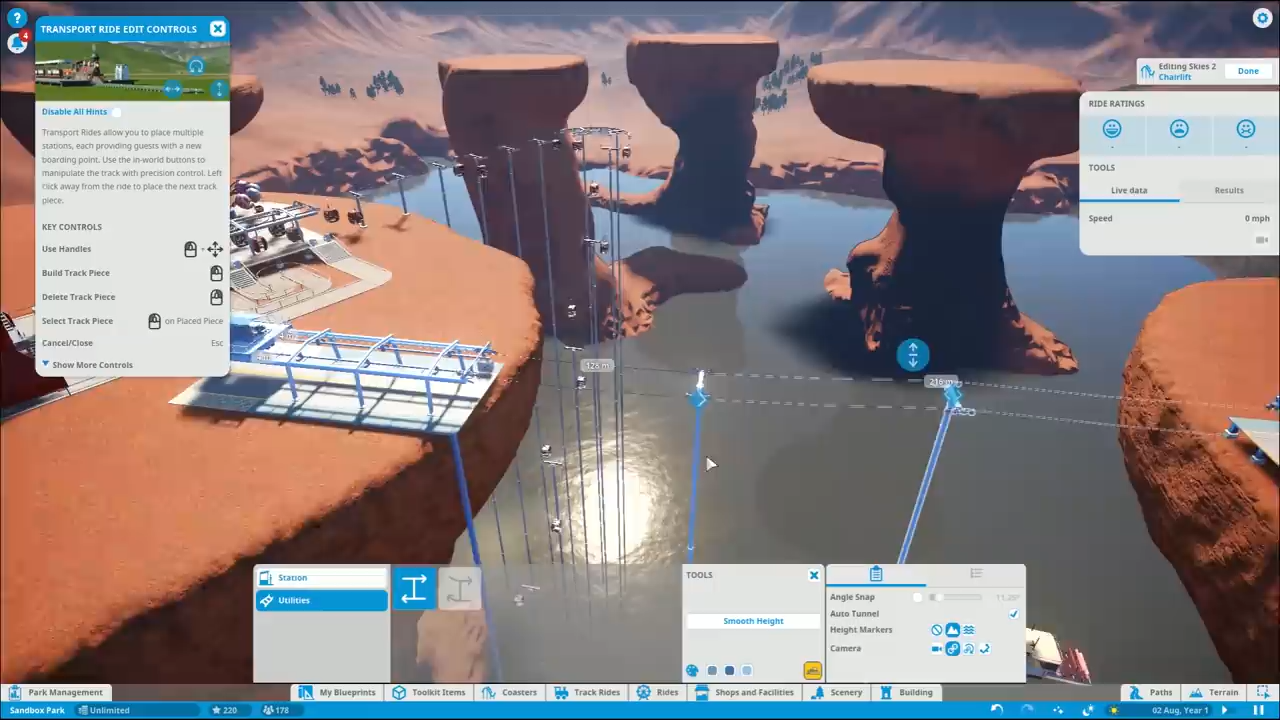 ?
4
TRANSPORT RIDE EDIT CONTROLS
Disable All Hints
Transport Rides allow you to place multiple
stations, each providing guests with a new
boarding point. Use the in-world buttons to
manipulate the track with precision control. Left
click away from the ride to place the next track
piece.
KEY CONTROLS
Use Handles
Build Track Piece
Delete Track Piece
Select Track Piece on Placed Piece
Cancel/Close Esc
Show More Controls
Editing Skies 2
Chairlift
Done
RIDE RATINGS
- - -
TOOLS
Live data Results
Speed 0 mph
128 m
216 m
Station
Utilities
TOOLS
Smooth Height
Angle Snap 11.20°
Auto Tunnel
Height Markers
Camera
Park Management My Blueprints Toolkit Items Coasters Track Rides Rides Shops and Facilities Scenery Building Paths Terrain
Sandbox Park Unlimited 220 178 02 Aug, Year 1